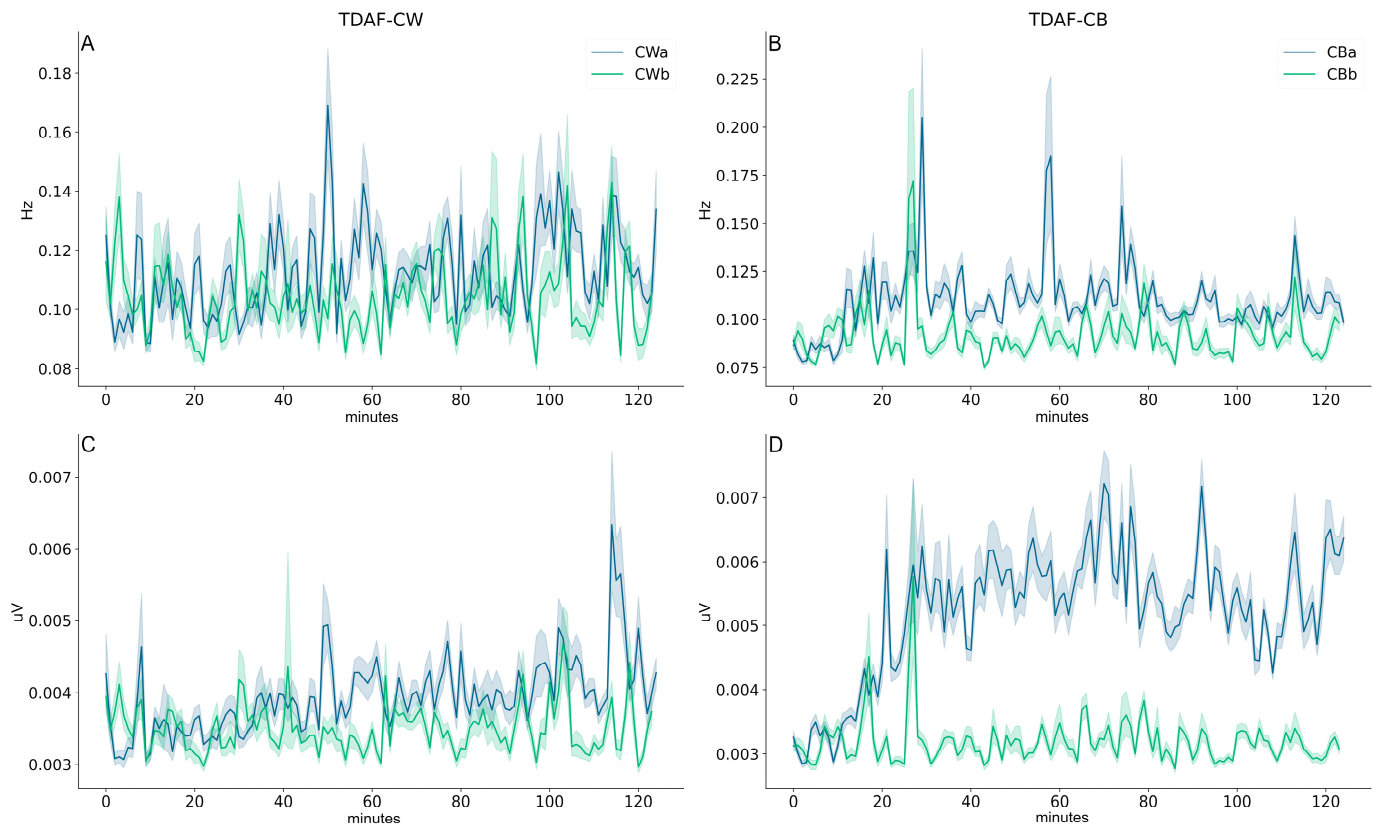 TDAF-CW
A
CWa
CWb
0.18
0.16
0.14
0.12
0.10
0.08
Hz
0 20 40 60 80 100 120
minutes
TDAF-CB
B
CBa
CBb
0.225
0.200
0.175
0.150
0.125
0.100
0.075
Hz
0 20 40 60 80 100 120
minutes
C
0.007
0.006
0.005
0.004
0.003
uV
0 20 40 60 80 100 120
minutes
D
0.007
0.006
0.005
0.004
0.003
uV
0 20 40 60 80 100 120
minutes